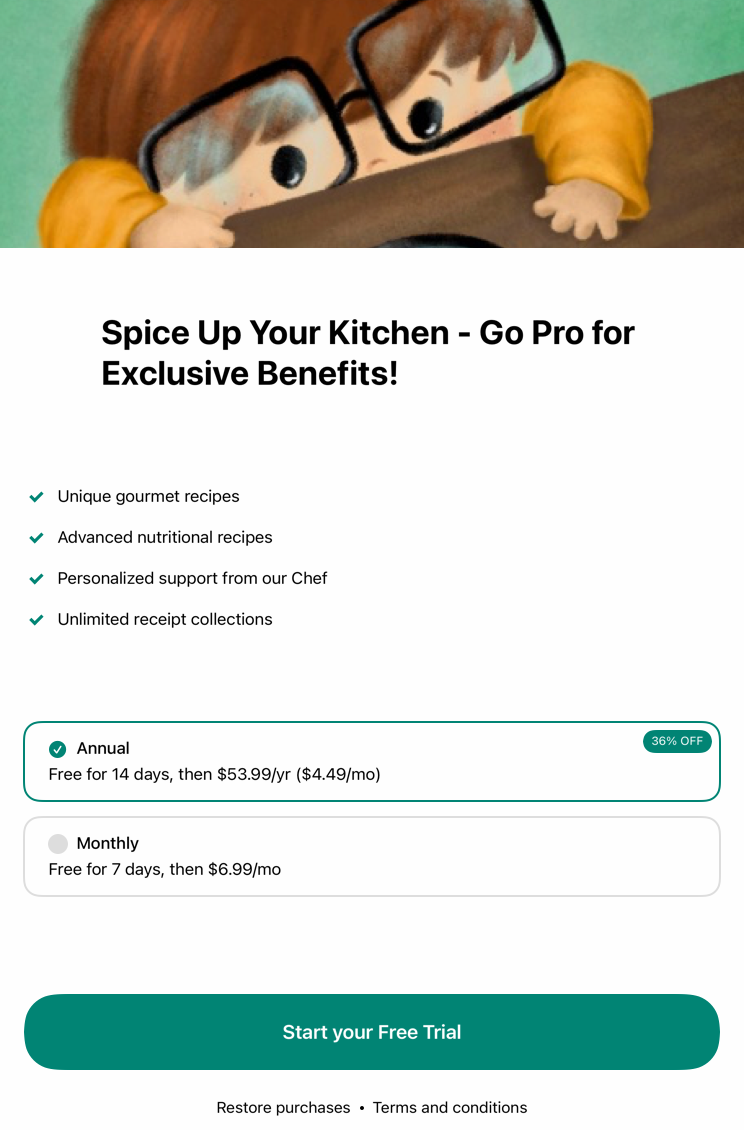 Spice Up Your Kitchen - Go Pro for
Exclusive Benefits!
Unique gourmet recipes
Advanced nutritional recipes
Personalized support from our Chef
Unlimited receipt collections
Annual
36% OFF
Free for 14 days, then $53.99/yr ($4.49/mo)
Monthly
Free for 7 days, then $6.99/mo
Start your Free Trial
Restore purchases • Terms and conditions